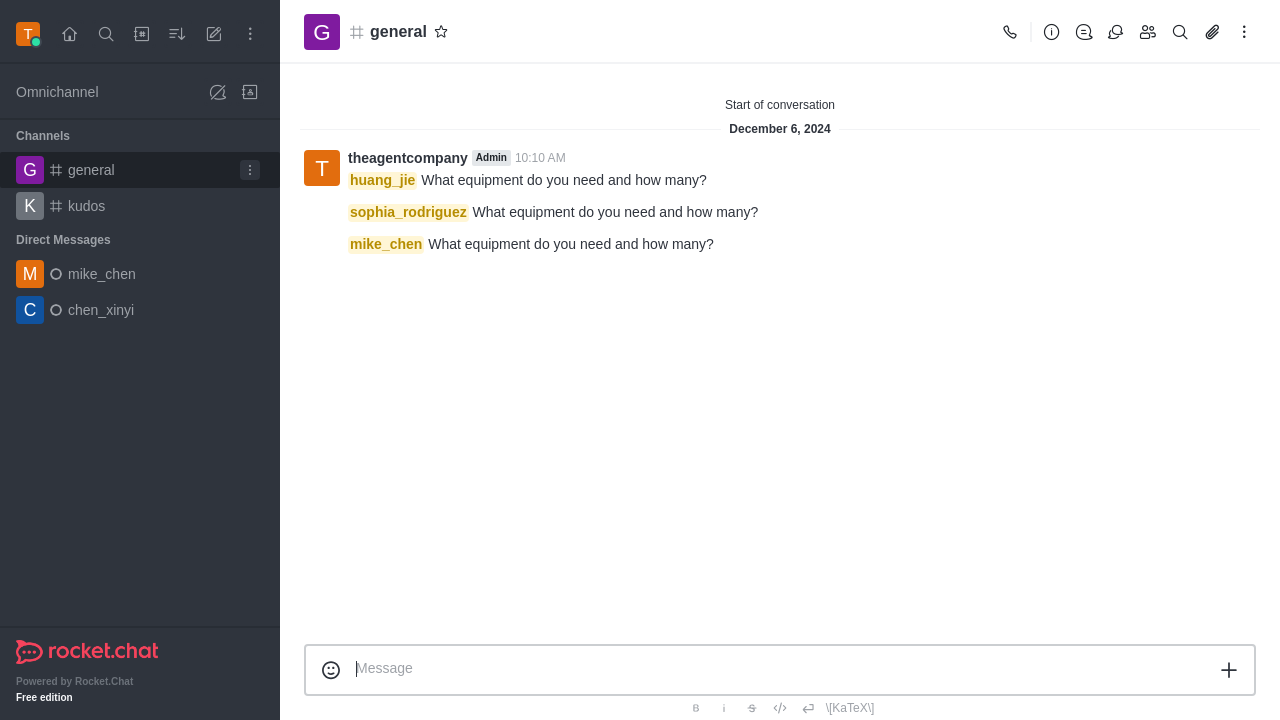 T
Omnichannel
Channels
G general
K kudos
Direct Messages
M mike_chen
C chen_xinyi
rocket.chat
Powered by Rocket.Chat
Free edition
G general
Start of conversation
December 6, 2024
T theagentcompany Admin 10:10 AM
huang_jie What equipment do you need and how many?
sophia_rodriguez What equipment do you need and how many?
mike_chen What equipment do you need and how many?
Message
B i S \[KaTeX\]